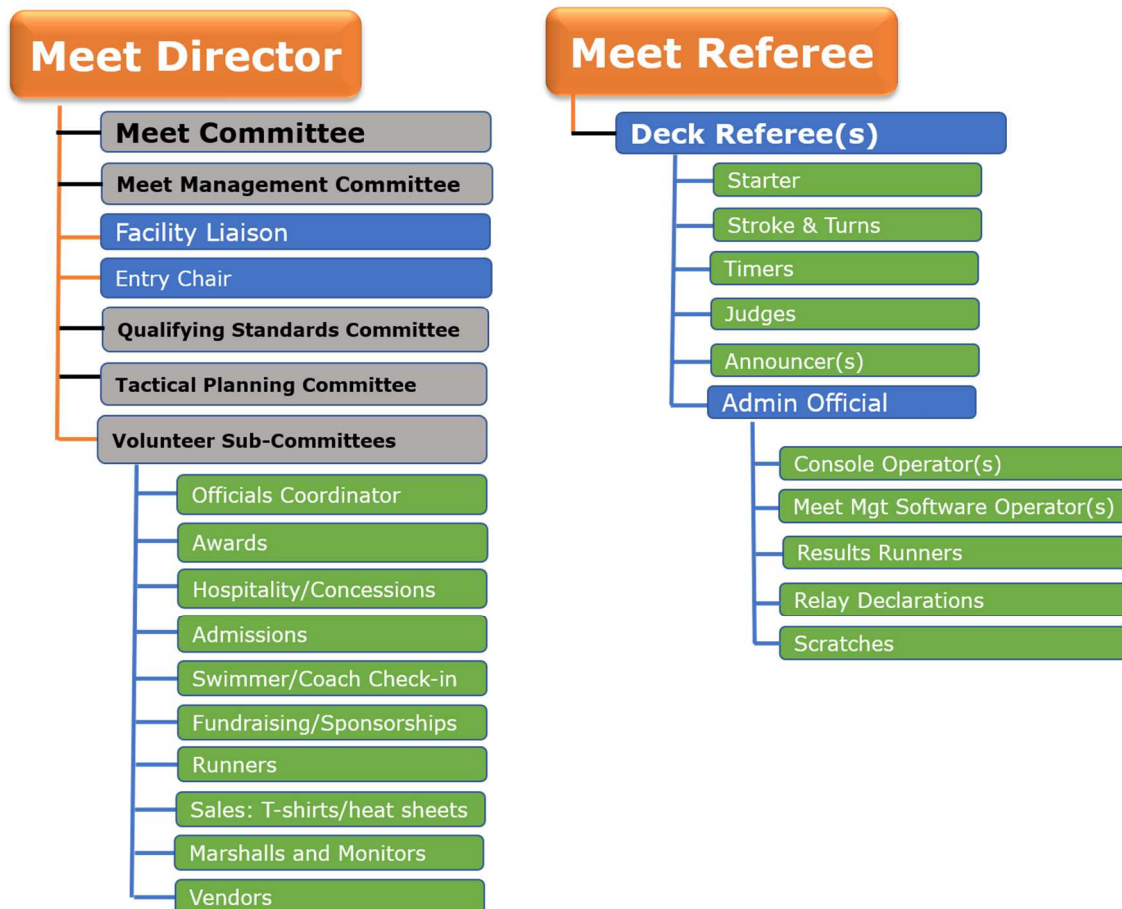 Meet Director
Meet Committee
Meet Management Committee
Facility Liaison
Entry Chair
Qualifying Standards Committee
Tactical Planning Committee
Volunteer Sub-Committees
Officials Coordinator
Awards
Hospitality/Concessions
Admissions
Swimmer/Coach Check-in
Fundraising/Sponsorships
Runners
Sales: T-shirts/heat sheets
Marshalls and Monitors
Vendors
Meet Referee
Deck Referee(s)
Starter
Stroke & Turns
Timers
Judges
Announcer(s)
Admin Official
Console Operator(s)
Meet Mgt Software Operator(s)
Results Runners
Relay Declarations
Scratches